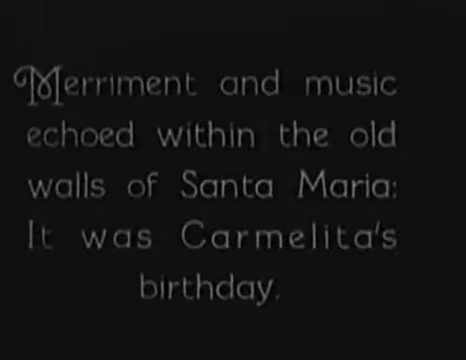 Merriment and music
echoed within the old
walls of Santa Maria:
It was Carmelita's
birthday.